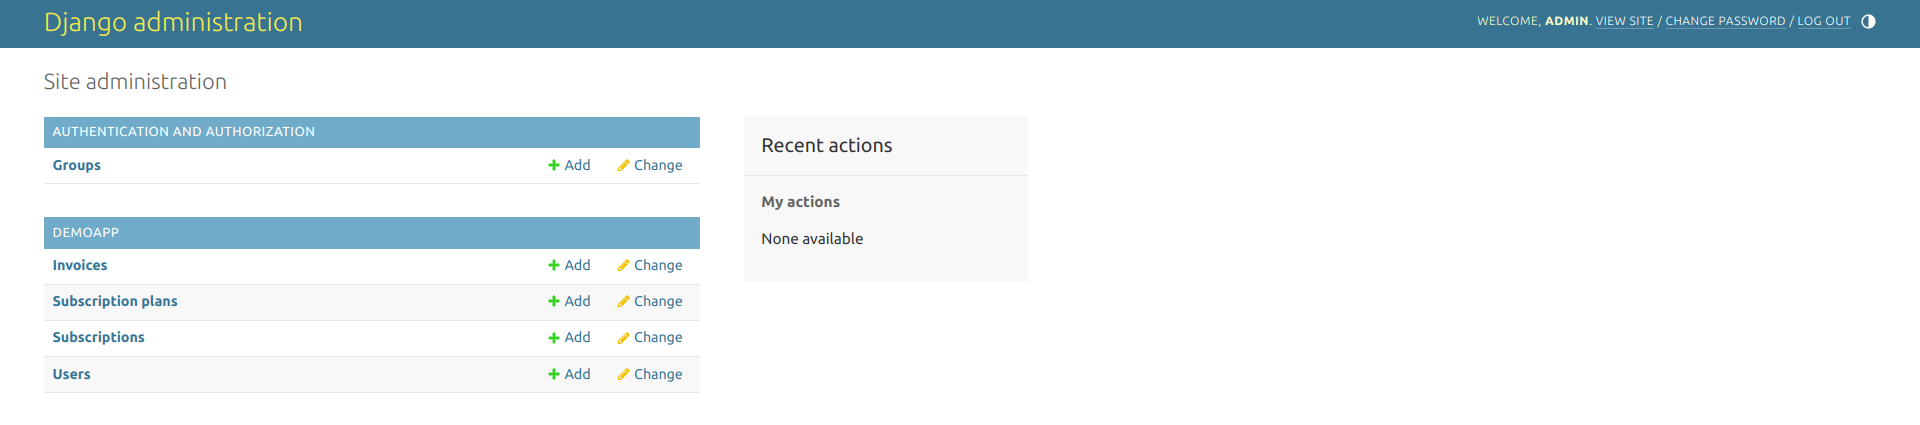 Django administration
WELCOME, ADMIN. VIEW SITE / CHANGE PASSWORD / LOG OUT
Site administration
AUTHENTICATION AND AUTHORIZATION
Groups Add Change
DEMOAPP
Invoices Add Change
Subscription plans Add Change
Subscriptions Add Change
Users Add Change
Recent actions
My actions
None available